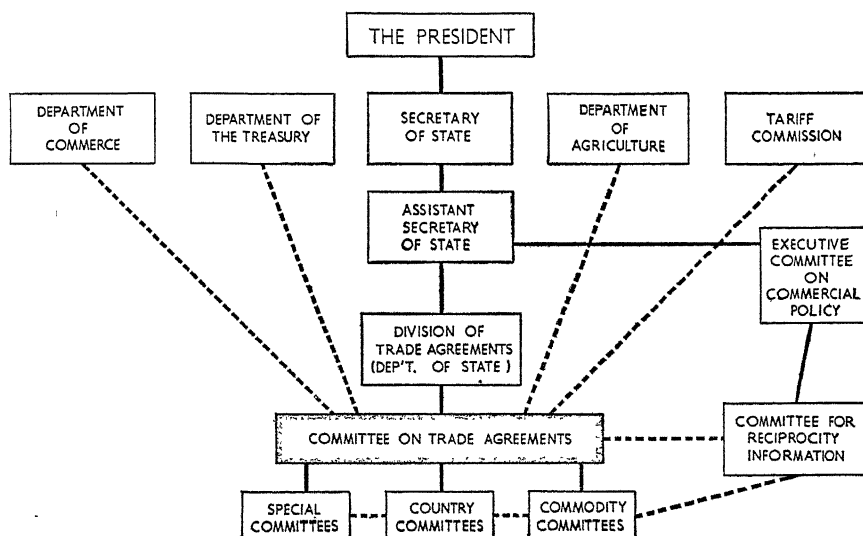 THE PRESIDENT
DEPARTMENT
OF
COMMERCE
DEPARTMENT OF
THE TREASURY
SECRETARY
OF STATE
DEPARTMENT
OF
AGRICULTURE
TARIFF
COMMISSION
ASSISTANT
SECRETARY
OF STATE
EXECUTIVE
COMMITTEE
ON
COMMERCIAL
POLICY
DIVISION OF
TRADE AGREEMENTS
(DEP'T. OF STATE)
COMMITTEE ON TRADE AGREEMENTS
COMMITTEE FOR
RECIPROCITY
INFORMATION
SPECIAL
COMMITTEES
COUNTRY
COMMITTEES
COMMODITY
COMMITTEES